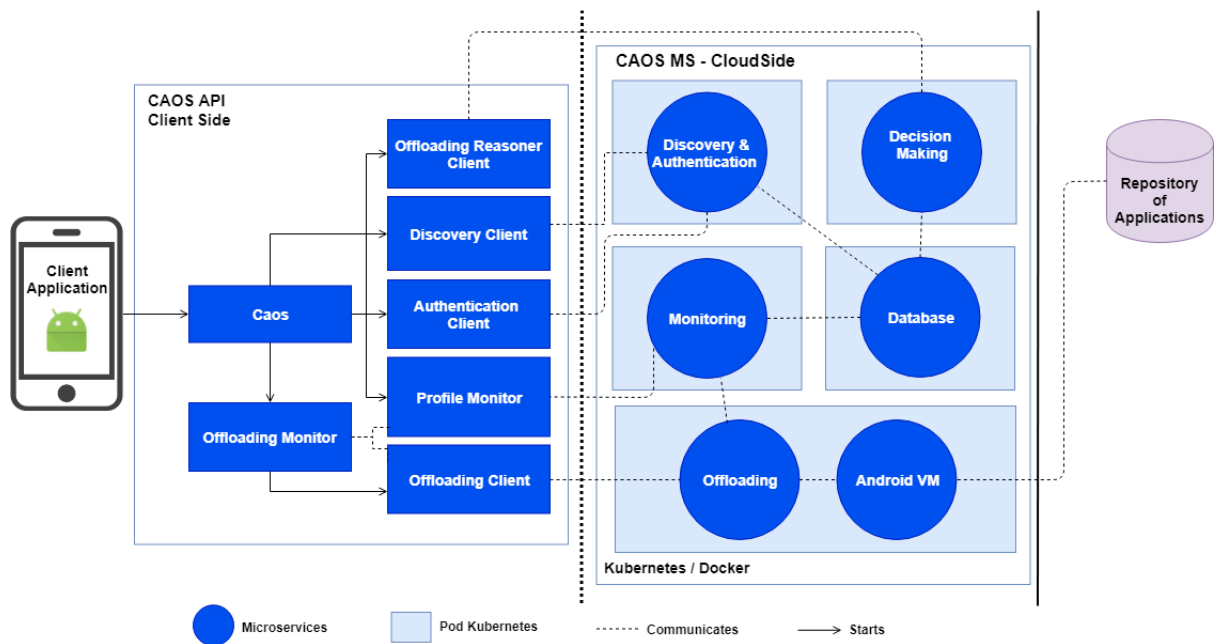 CAOS MS - CloudSide
CAOS API
Client Side
Offloading Reasoner
Client
Discovery &
Authentication
Decision
Making
Repository
of
Applications
Discovery Client
Client
Application
Caos
Authentication
Client
Monitoring
Database
Profile Monitor
Offloading Monitor
Offloading Client
Offloading
Android VM
Kubernetes / Docker
Microservices
Pod Kubernetes
Communicates
Starts